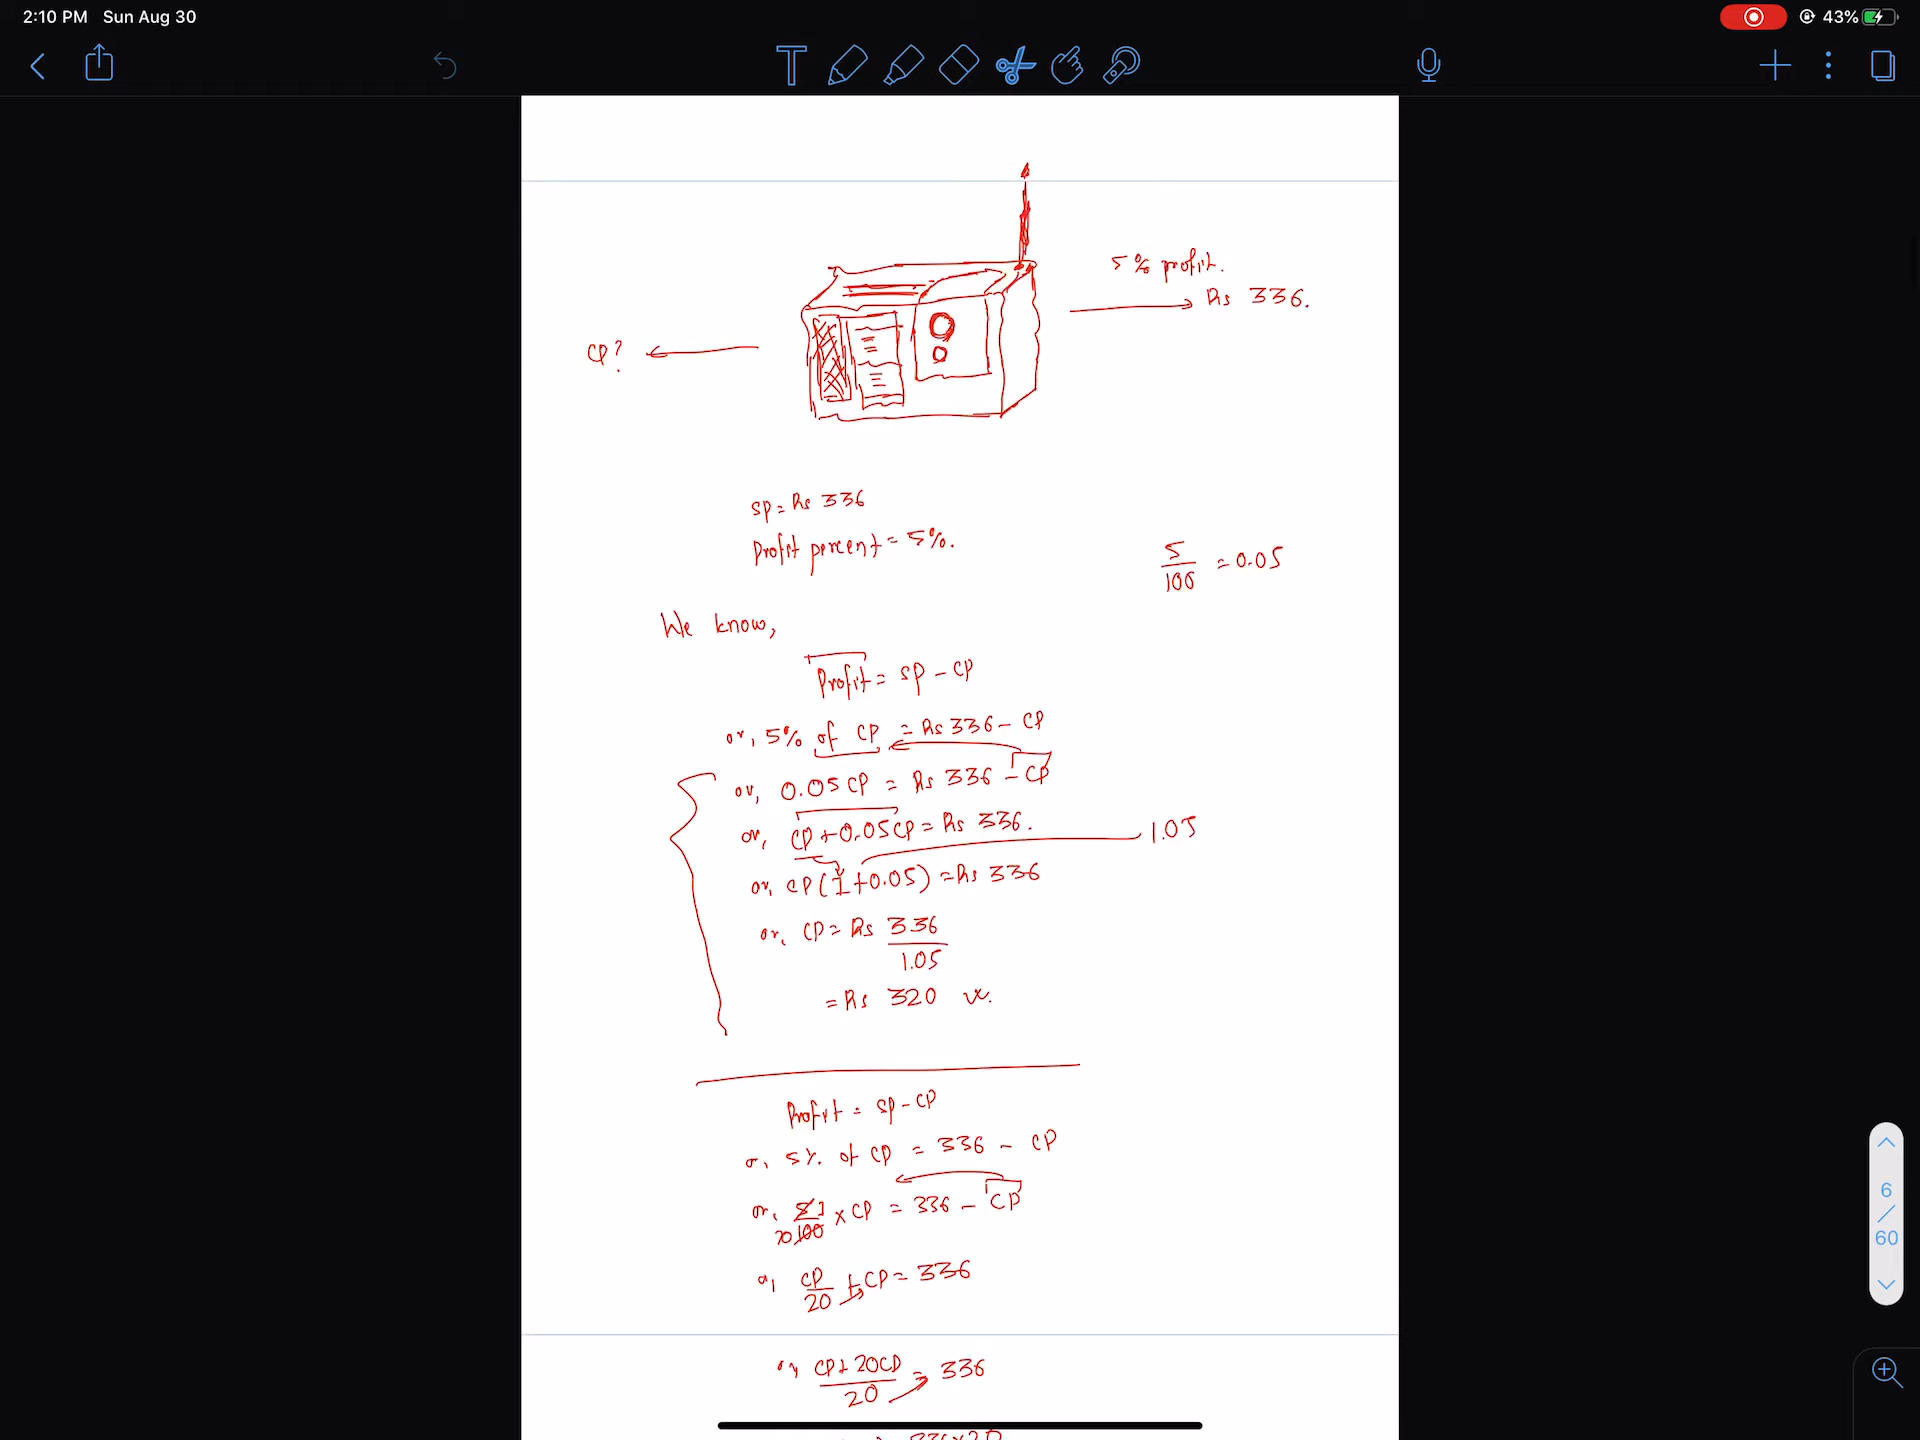 2:10 PM Sun Aug 30
43%
T
5% profit.
Rs 336.
CP?
SP = Rs 336
Profit percent = 5%.
5/100 = 0.05
We know,
Profit = SP - CP
or, 5% of CP = Rs 336 - CP
or, 0.05 CP = Rs 336 - CP
or, CP + 0.05CP = Rs 336.
1.05
or, CP (1 + 0.05) = Rs 336
or, CP = Rs 336/1.05
= Rs 320
Profit = SP - CP
or, 5% of CP = 336 - CP
or, 5 1/20 100 × CP = 336 - CP
or, CP/20 + CP = 336
or, CP + 20CP/20 = 336
6
/
60